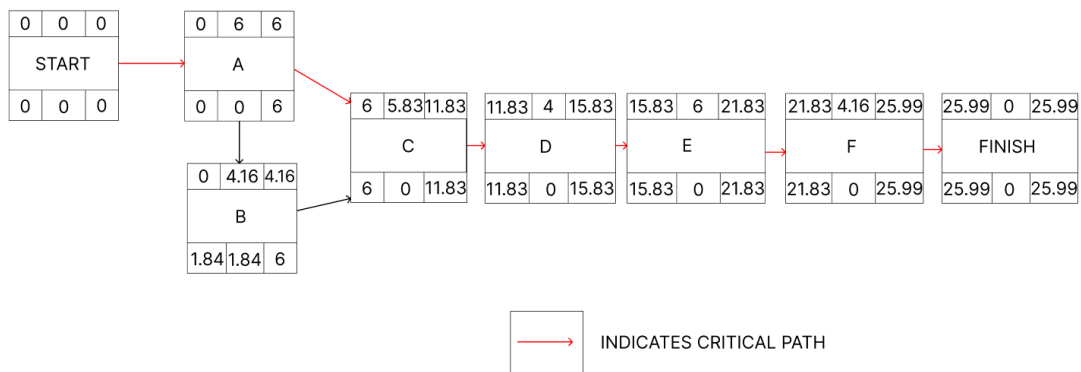 0 0 0
START
0 0 0
0 6 6
A
0 0 6
0 4.16 4.16
B
1.84 1.84 6
6 5.83 11.83
C
6 0 11.83
11.83 4 15.83
D
11.83 0 15.83
15.83 6 21.83
E
15.83 0 21.83
21.83 4.16 25.99
F
21.83 0 25.99
25.99 0 25.99
FINISH
25.99 0 25.99
INDICATES CRITICAL PATH